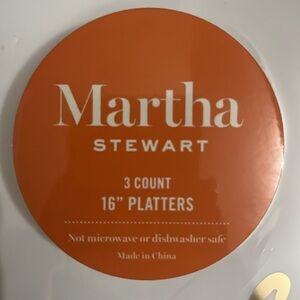 Martha
STEWART
3 COUNT
16” PLATTERS
Not microwave or dishwasher safe
Made in China